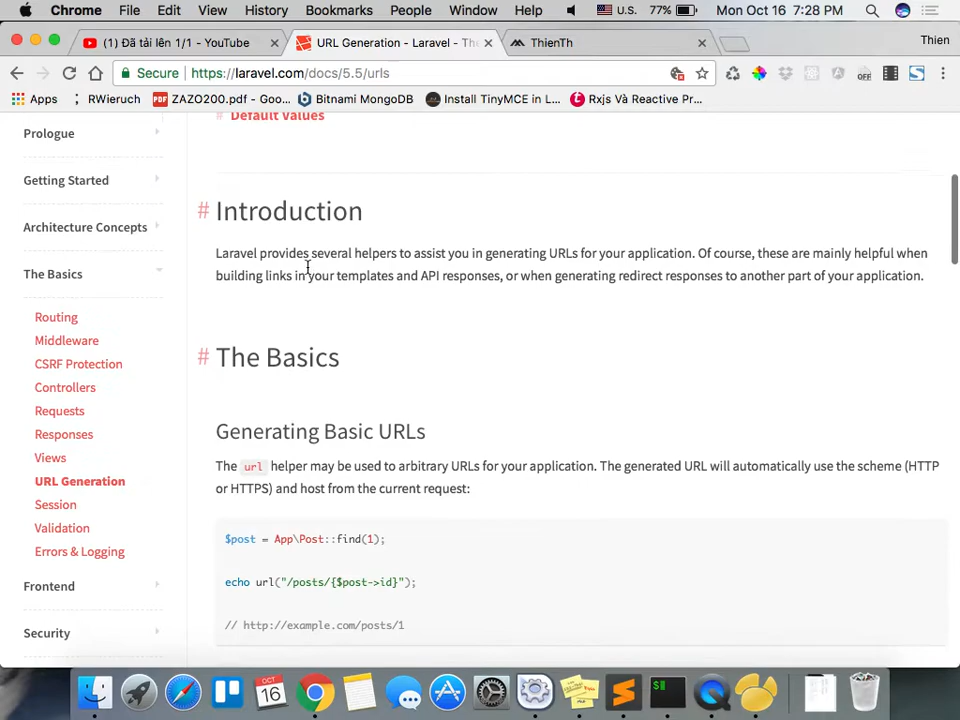 Chrome File Edit View History Bookmarks People Window Help U.S. 77% Mon Oct 16 7:28 PM
(1) Đã tải lên 1/1 - YouTube × URL Generation - Laravel - The × ThienTh × Thien
Secure https://laravel.com/docs/5.5/urls OFF
Apps RWieruch ZAZO200.pdf - Goo... Bitnami MongoDB Install TinyMCE in L... Rxjs Và Reactive Pr...
# Default Values
Prologue
Getting Started
Architecture Concepts
The Basics
Routing
Middleware
CSRF Protection
Controllers
Requests
Responses
Views
URL Generation
Session
Validation
Errors & Logging
Frontend
Security
# Introduction
Laravel provides several helpers to assist you in generating URLs for your application. Of course, these are mainly helpful when
building links in your templates and API responses, or when generating redirect responses to another part of your application.
# The Basics
Generating Basic URLs
The url helper may be used to arbitrary URLs for your application. The generated URL will automatically use the scheme (HTTP
or HTTPS) and host from the current request:
$post = App\Post::find(1);
echo url("/posts/{$post->id}");
// http://example.com/posts/1
OCT
16